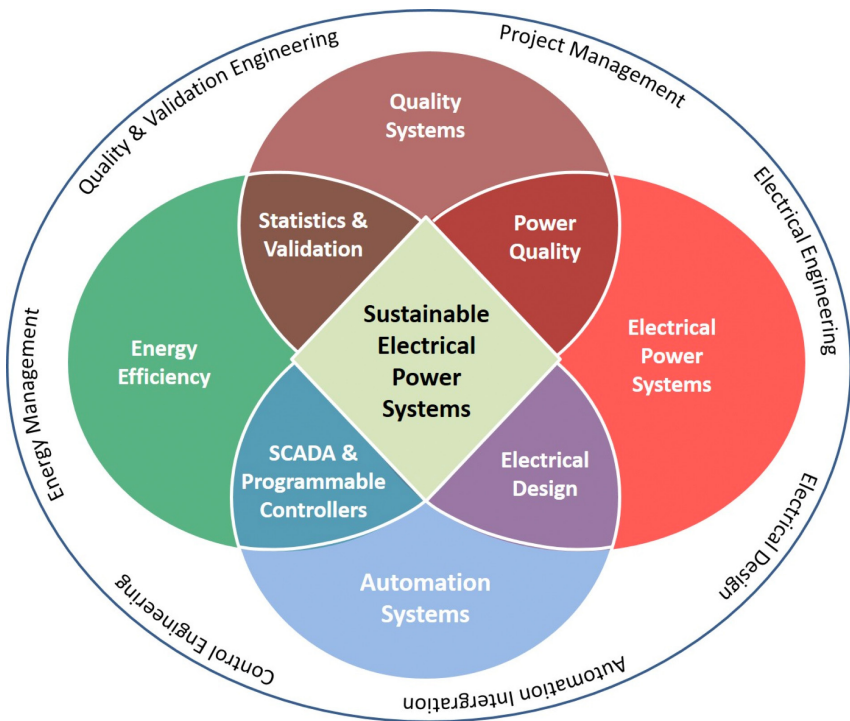 Quality & Validation Engineering
Project Management
Quality
Systems
Statistics &
Validation
Power
Quality
Electrical Engineering
Energy
Efficiency
Sustainable
Electrical
Power
Systems
Electrical
Power
Systems
Energy Management
SCADA &
Programmable
Controllers
Electrical
Design
Electrical Design
Automation
Systems
Control Engineering
Automation Intergration